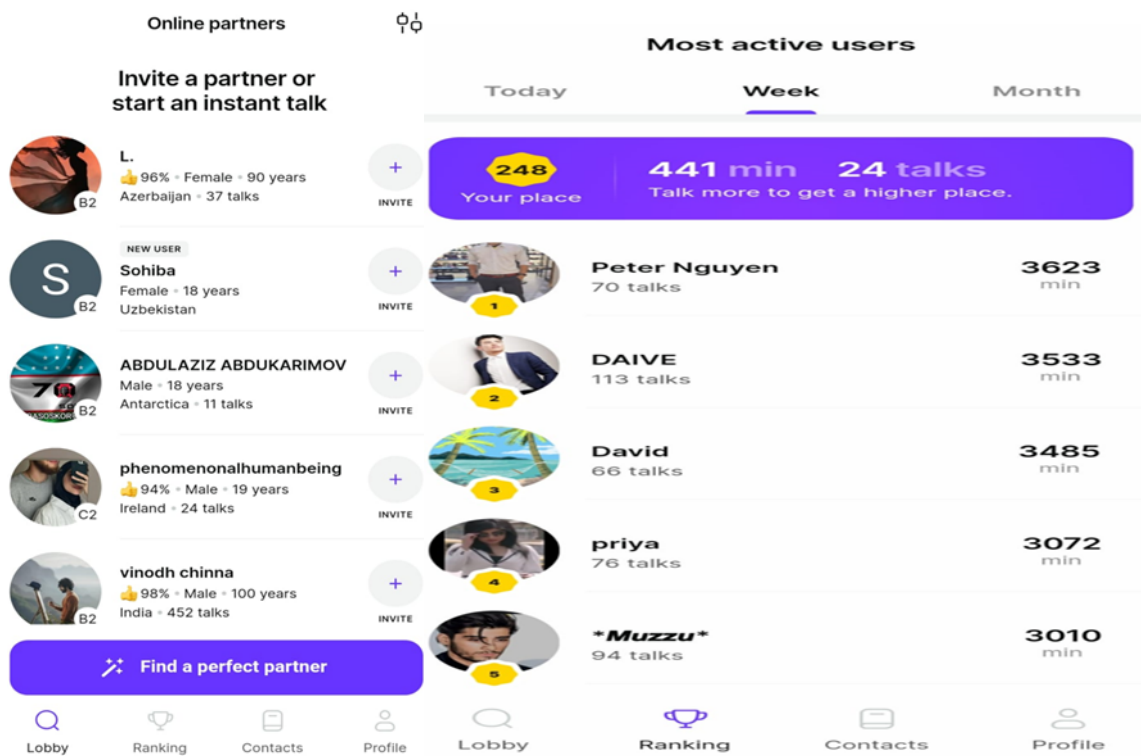 Online partners
Invite a partner or
start an instant talk
L.
👍 96% • Female • 90 years
Azerbaijan • 37 talks
B2
INVITE
NEW USER
S
Sohiba
Female • 18 years
Uzbekistan
B2
INVITE
ABDULAZIZ ABDUKARIMOV
Male • 18 years
Antarctica • 11 talks
B2
INVITE
phenomenonalhumanbeing
👍 94% • Male • 19 years
Ireland • 24 talks
C2
INVITE
vinodh chinna
👍 98% • Male • 100 years
India • 452 talks
B2
INVITE
Find a perfect partner
Lobby Ranking Contacts Profile
Most active users
Today Week Month
248
Your place
441 min 24 talks
Talk more to get a higher place.
1
Peter Nguyen
70 talks
3623
min
2
DAIVE
113 talks
3533
min
3
David
66 talks
3485
min
4
priya
76 talks
3072
min
5
*Muzzu*
94 talks
3010
min
Lobby Ranking Contacts Profile